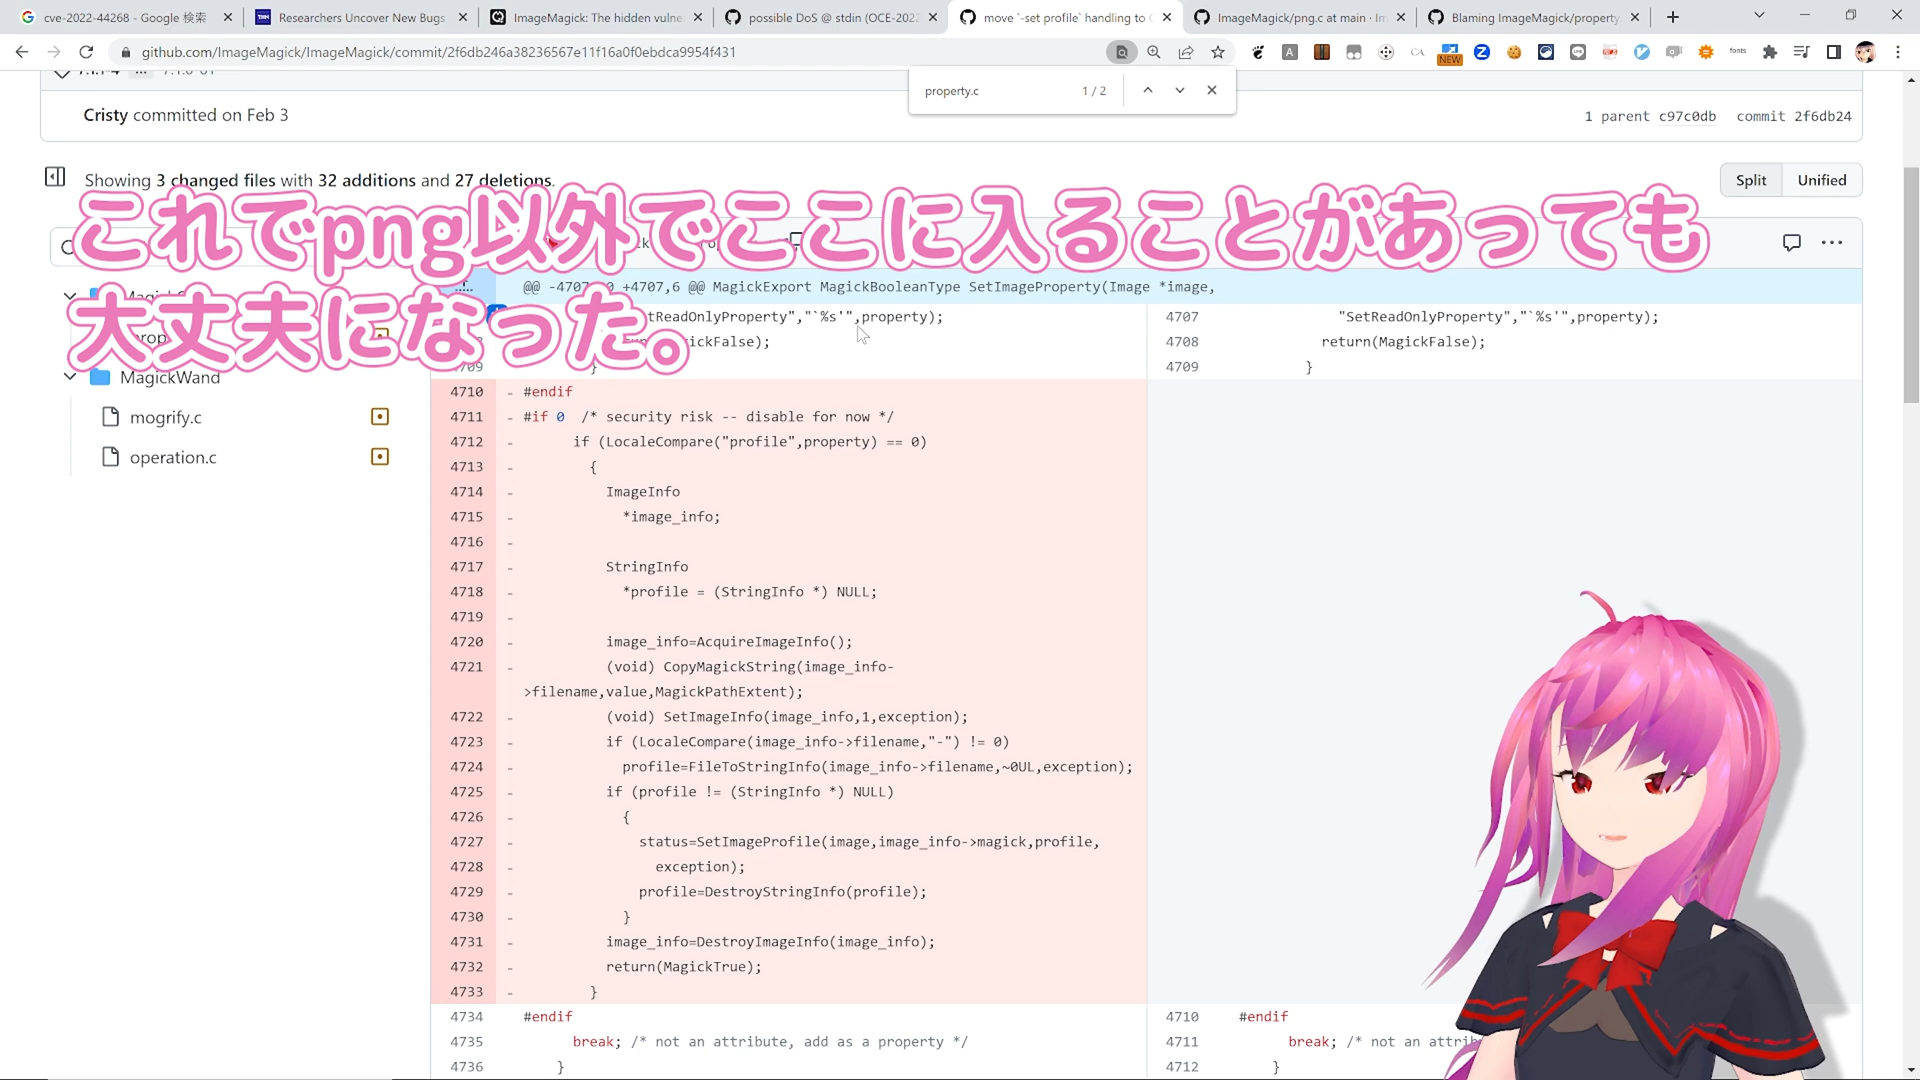 cve-2022-44268 - Google 検索
Researchers Uncover New Bugs
ImageMagick: The hidden vulne
possible DoS @ stdin (OCE-2022
move `-set profile` handling to C
ImageMagick/png.c at main · Im
Blaming ImageMagick/property.
github.com/ImageMagick/ImageMagick/commit/2f6db246a38236567e11f16a0f0ebdca9954f431
NEW
fonts
property.c 1/2
Cristy committed on Feb 3
1 parent c97c0db commit 2f6db24
Showing 3 changed files with 32 additions and 27 deletions.
Split Unified
これでpng以外でここに入ることがあっても
大丈夫になった。
MagickWand
mogrify.c
operation.c
@@ +4707,6 @@ MagickExport MagickBooleanType SetImageProperty(Image *image,
tReadOnlyProperty","`%s'",property);
ickFalse);
}
4710 - #endif
4711 - #if 0 /* security risk -- disable for now */
4712 - if (LocaleCompare("profile",property) == 0)
4713 - {
4714 - ImageInfo
4715 - *image_info;
4716 -
4717 - StringInfo
4718 - *profile = (StringInfo *) NULL;
4719 -
4720 - image_info=AcquireImageInfo();
4721 - (void) CopyMagickString(image_info-
>filename,value,MagickPathExtent);
4722 - (void) SetImageInfo(image_info,1,exception);
4723 - if (LocaleCompare(image_info->filename,"-") != 0)
4724 - profile=FileToStringInfo(image_info->filename,~0UL,exception);
4725 - if (profile != (StringInfo *) NULL)
4726 - {
4727 - status=SetImageProfile(image,image_info->magick,profile,
4728 - exception);
4729 - profile=DestroyStringInfo(profile);
4730 - }
4731 - image_info=DestroyImageInfo(image_info);
4732 - return(MagickTrue);
4733 - }
4734 #endif
4735 break; /* not an attribute, add as a property */
4736 }
4707 "SetReadOnlyProperty","`%s'",property);
4708 return(MagickFalse);
4709 }
4710 #endif
4711 break; /* not an attrib
4712 }